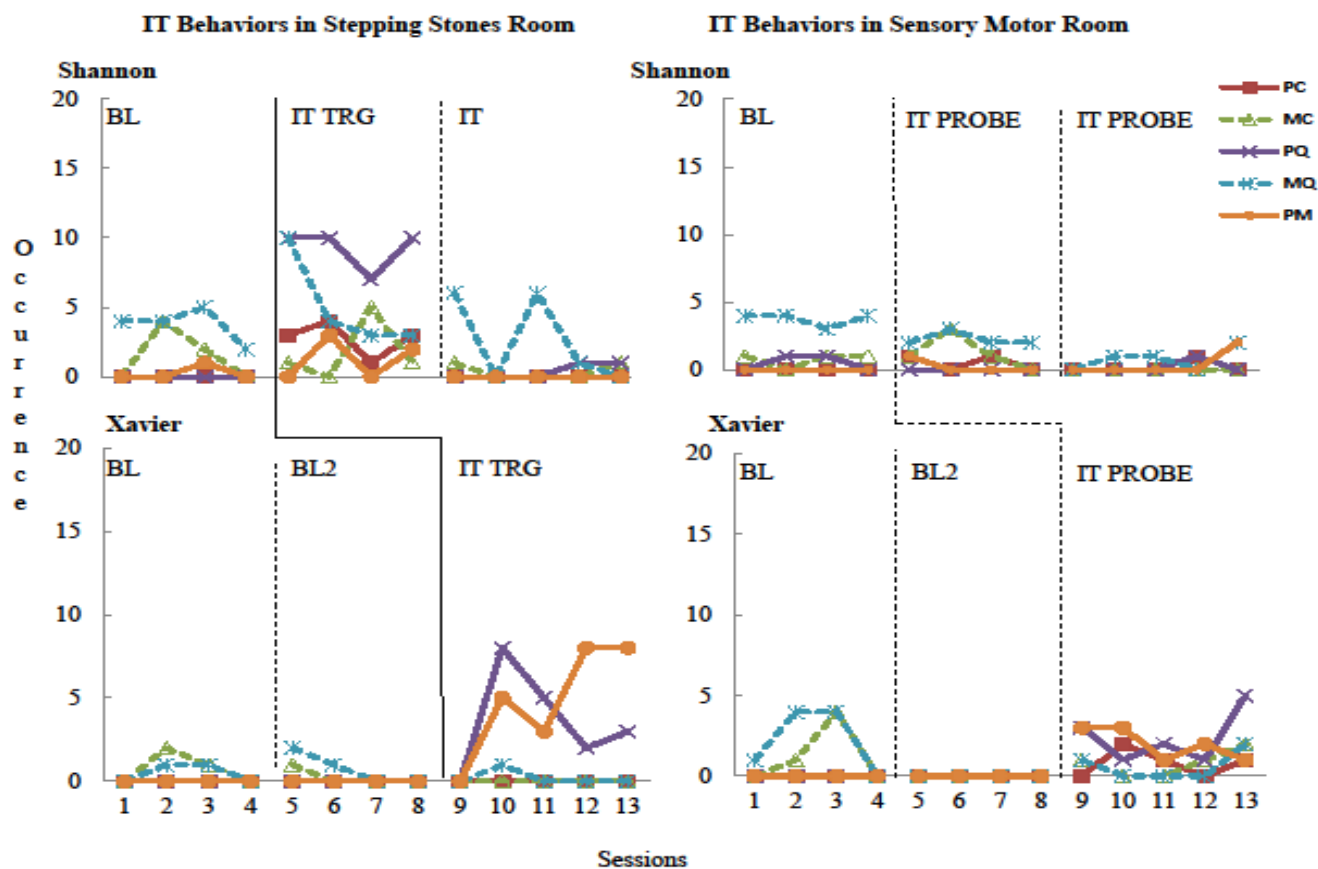 IT Behaviors in Stepping Stones Room
IT Behaviors in Sensory Motor Room
Shannon
20
15
10
5
0
BL
IT TRG
IT
Shannon
20
15
10
5
0
BL
IT PROBE
IT PROBE
PC
MC
PQ
MQ
PM
Occurrence
Xavier
20
15
10
5
0
BL
BL2
IT TRG
1 2 3 4 5 6 7 8 9 10 11 12 13
Xavier
20
15
10
5
0
BL
BL2
IT PROBE
1 2 3 4 5 6 7 8 9 10 11 12 13
Sessions